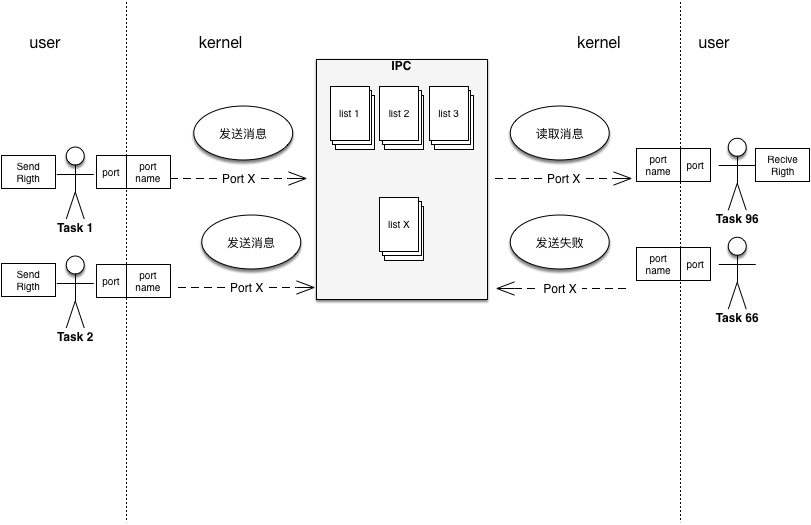 user
kernel
kernel
user
IPC
list 1
list 2
list 3
发送消息
读取消息
Send
Rigth
port
port
name
Port X
Port X
port
name
port
Recive
Rigth
Task 1
Task 96
list X
发送消息
发送失败
Send
Rigth
port
port
name
Port X
Port X
port
name
port
Task 2
Task 66